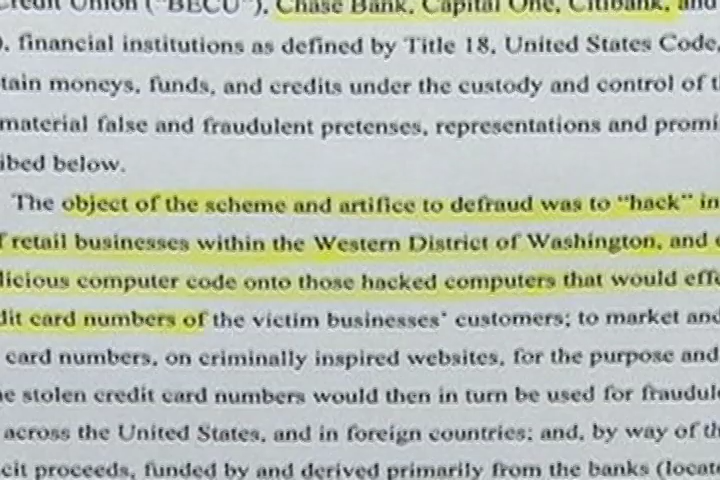 Credit Union ("BECU"), Chase Bank, Capital One, Citibank, and
), financial institutions as defined by Title 18, United States Code,
tain moneys, funds, and credits under the custody and control of t
material false and fraudulent pretenses, representations and promi
ibed below.
The object of the scheme and artifice to defraud was to "hack" in
f retail businesses within the Western District of Washington, and
licious computer code onto those hacked computers that would effe
dit card numbers of the victim businesses' customers; to market and
card numbers, on criminally inspired websites, for the purpose and
e stolen credit card numbers would then in turn be used for fraudule
across the United States, and in foreign countries; and, by way of th
cit proceeds, funded by and derived primarily from the banks (locate